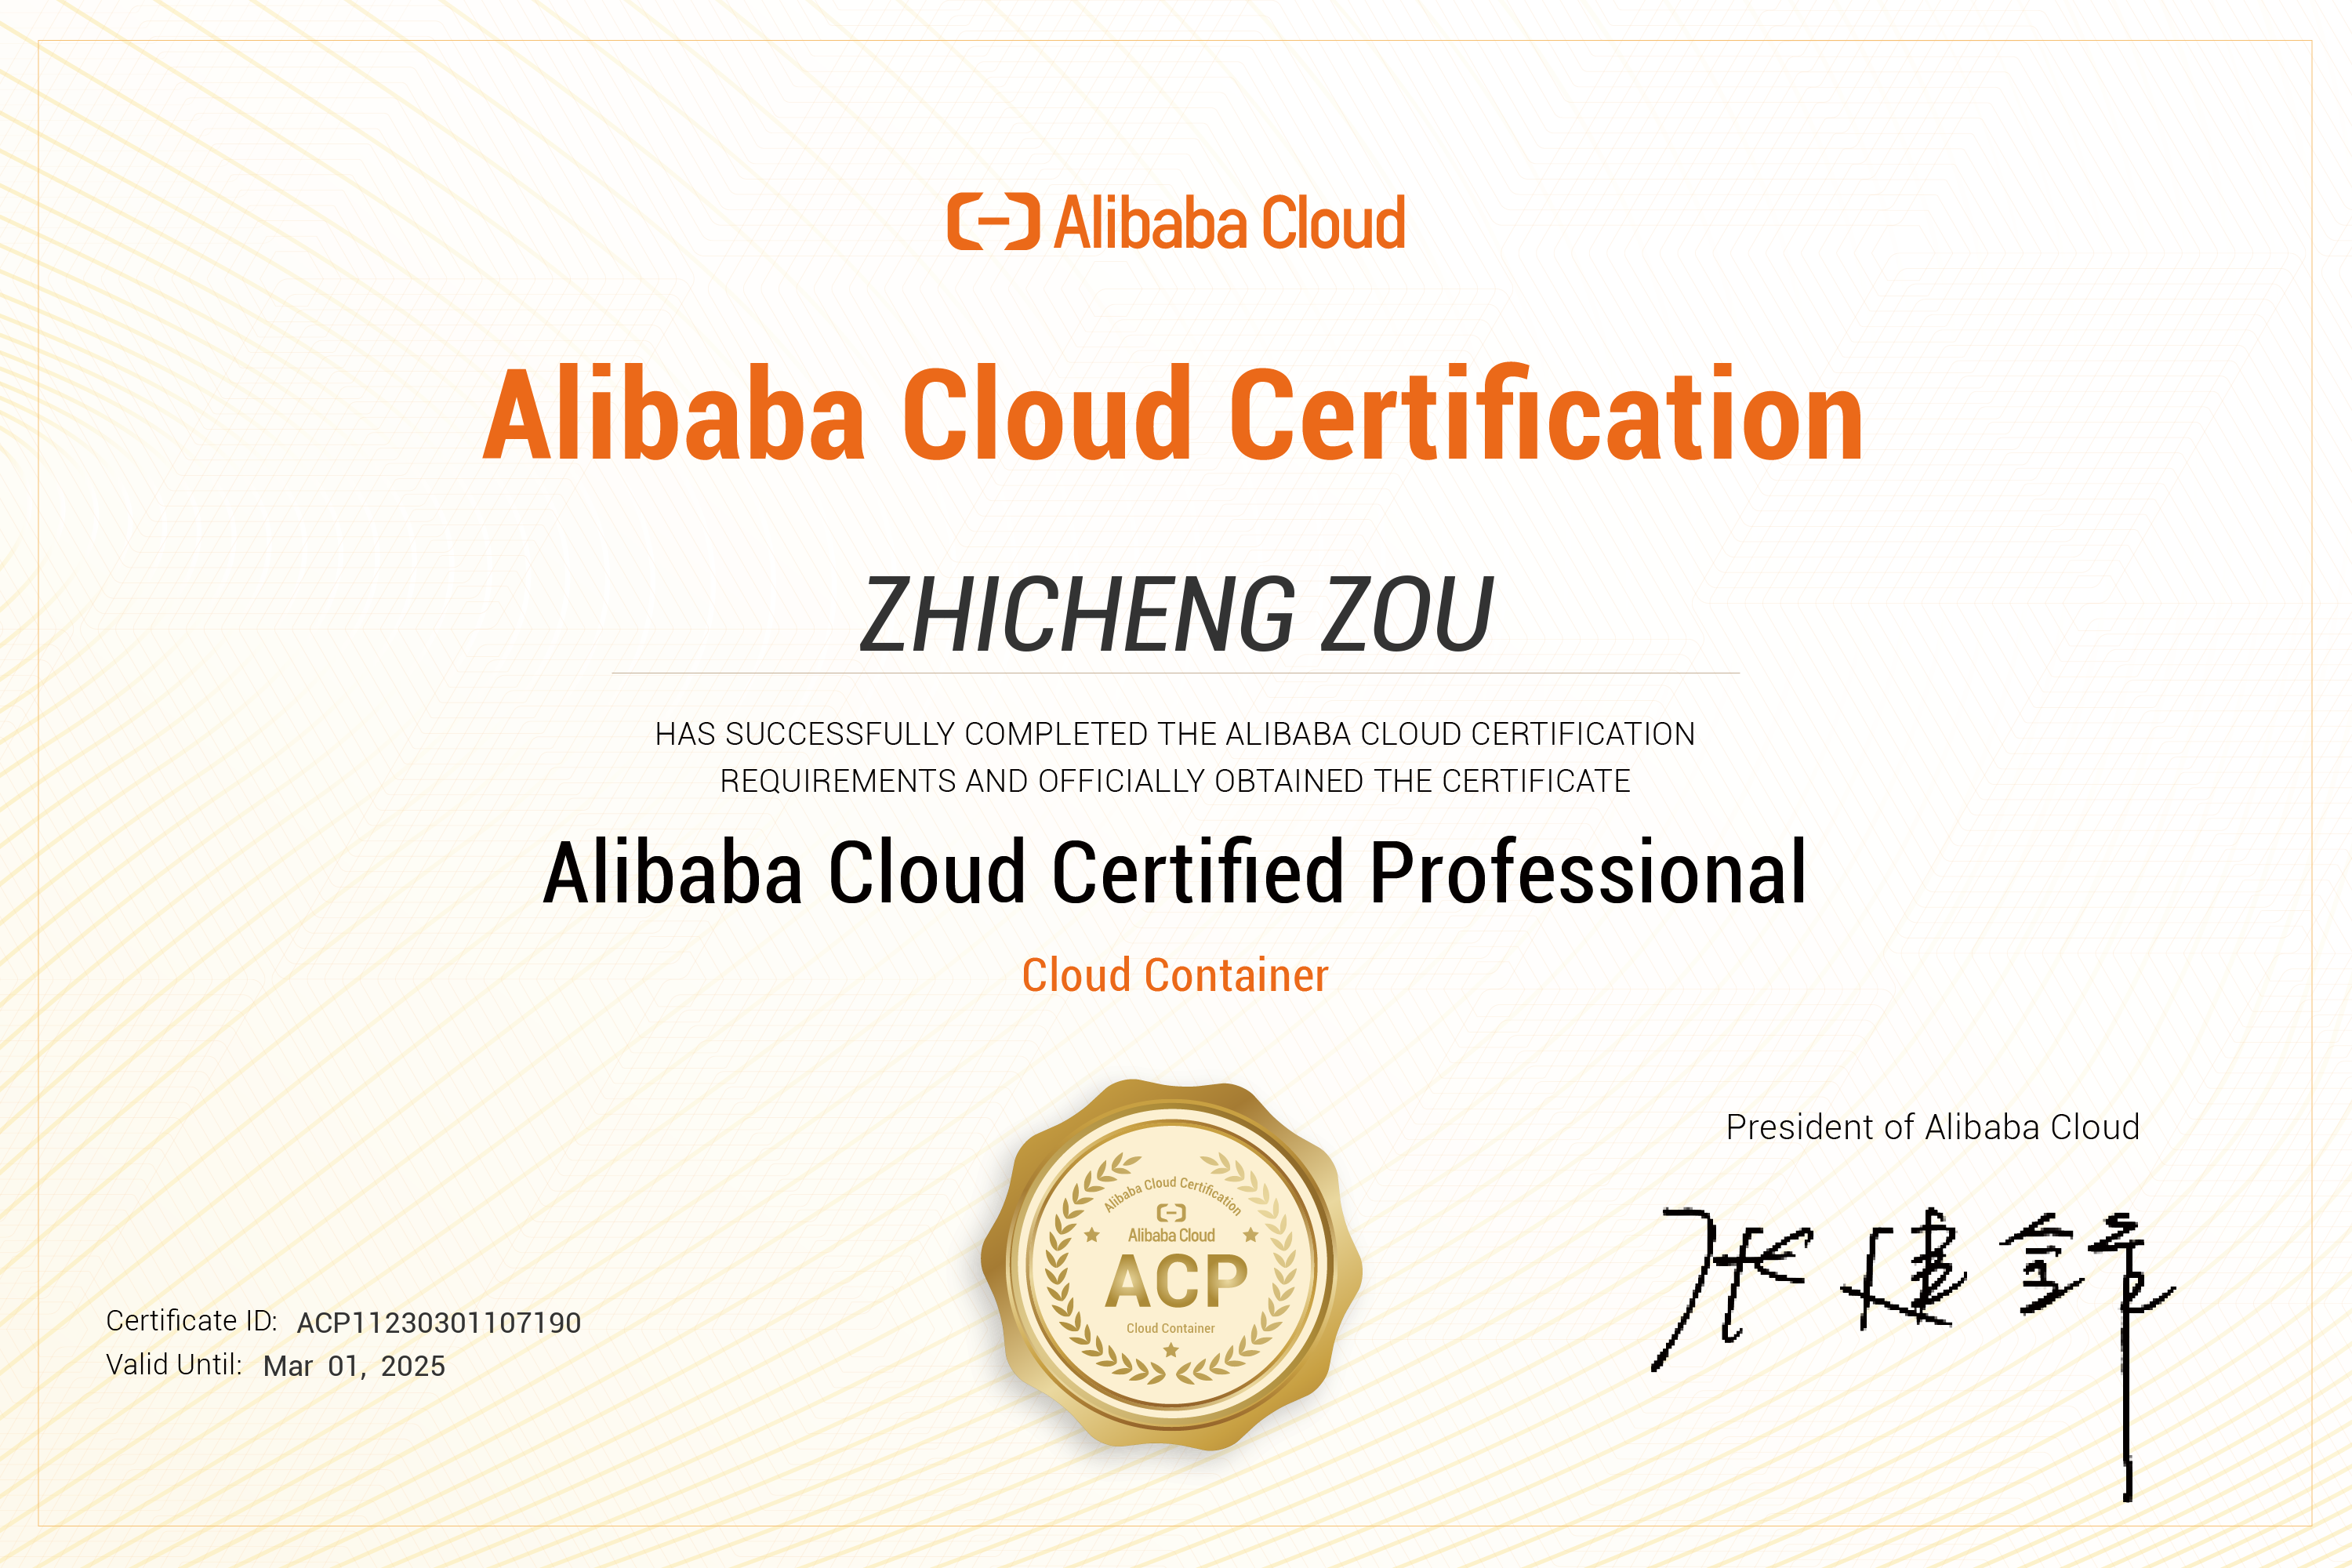 Alibaba Cloud
Alibaba Cloud Certification
ZHICHENG ZOU
HAS SUCCESSFULLY COMPLETED THE ALIBABA CLOUD CERTIFICATION
REQUIREMENTS AND OFFICIALLY OBTAINED THE CERTIFICATE
Alibaba Cloud Certified Professional
Cloud Container
Alibaba Cloud Certification
Alibaba Cloud
ACP
Cloud Container
President of Alibaba Cloud
Certificate ID: ACP11230301107190
Valid Until: Mar 01, 2025